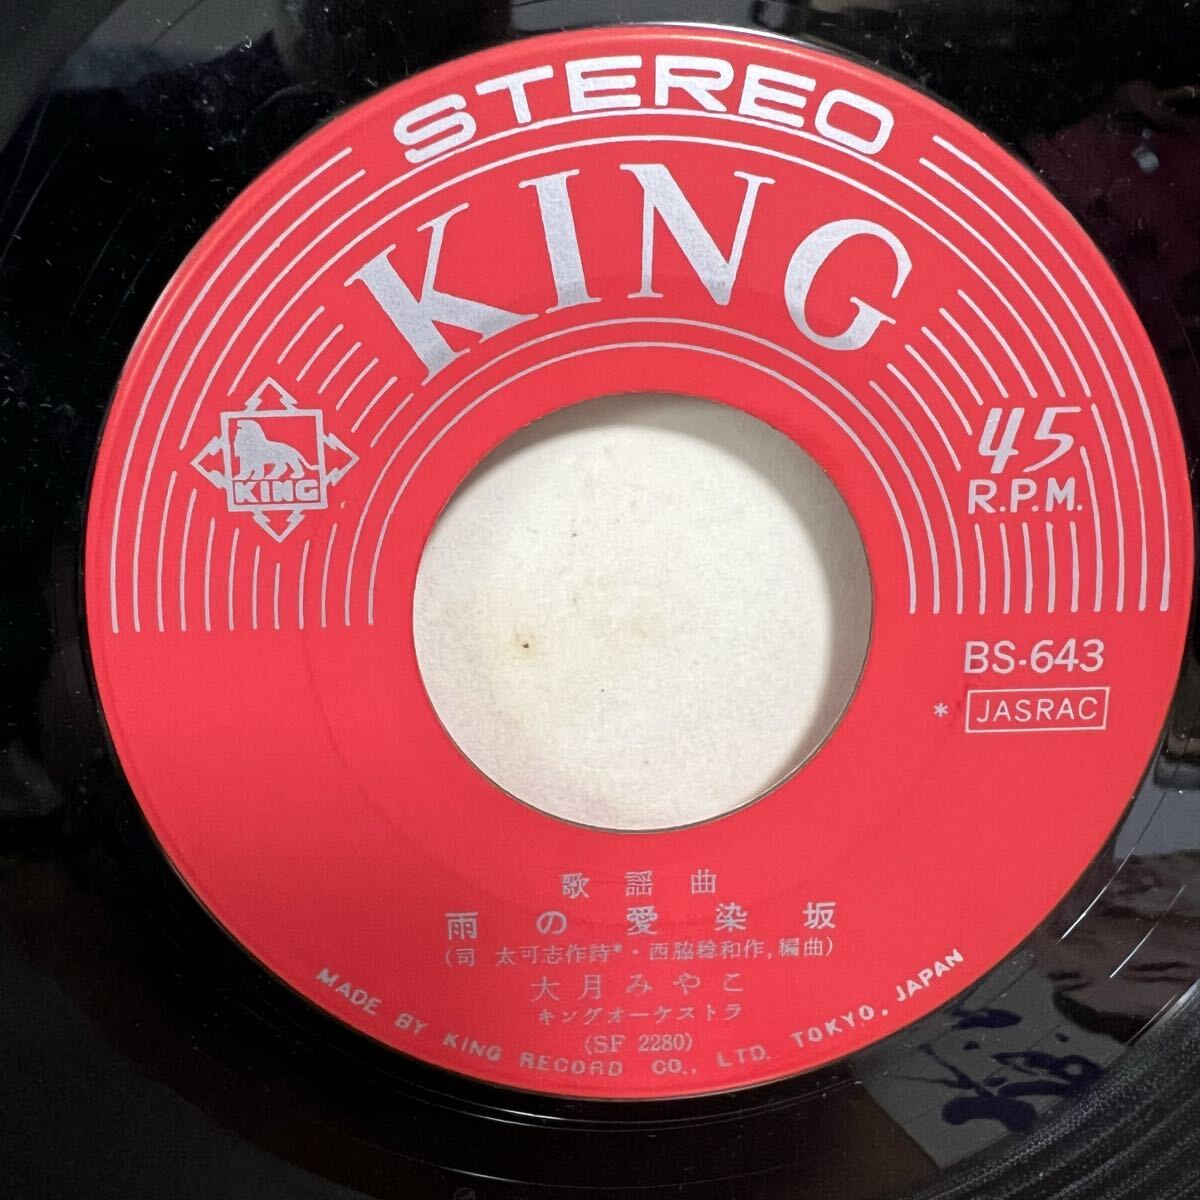 STEREO
KING
KING
45
R.P.M.
BS-643
* JASRAC
歌謡曲
雨の愛染坂
(司 太可志作詩*・西脇稔和作,編曲)
大月みやこ
キングオーケストラ
(SF 2280)
MADE BY KING RECORD CO., LTD. TOKYO, JAPAN